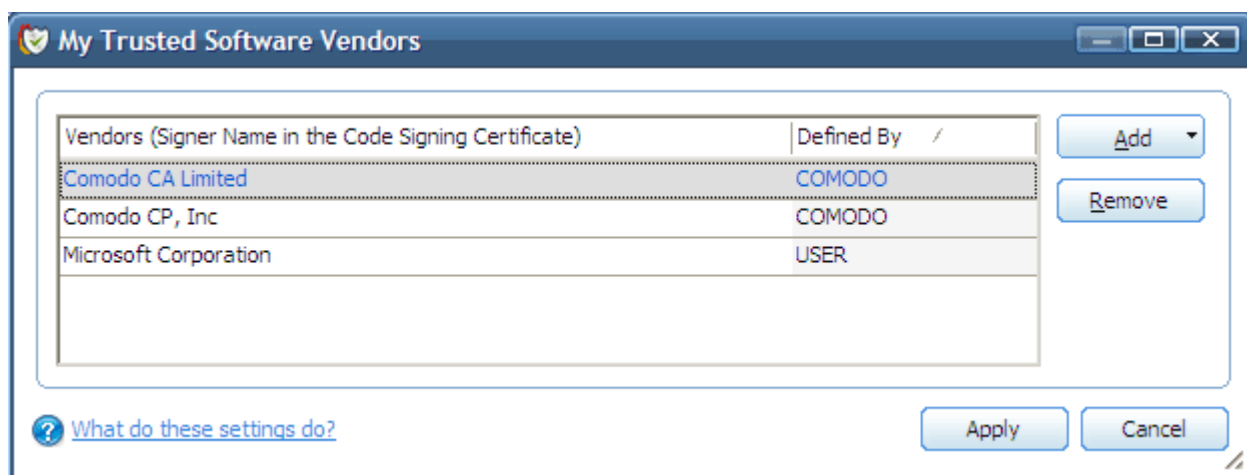 My Trusted Software Vendors
Vendors (Signer Name in the Code Signing Certificate) Defined By
Add
Comodo CA Limited COMODO
Remove
Comodo CP, Inc COMODO
Microsoft Corporation USER
What do these settings do?
Apply Cancel